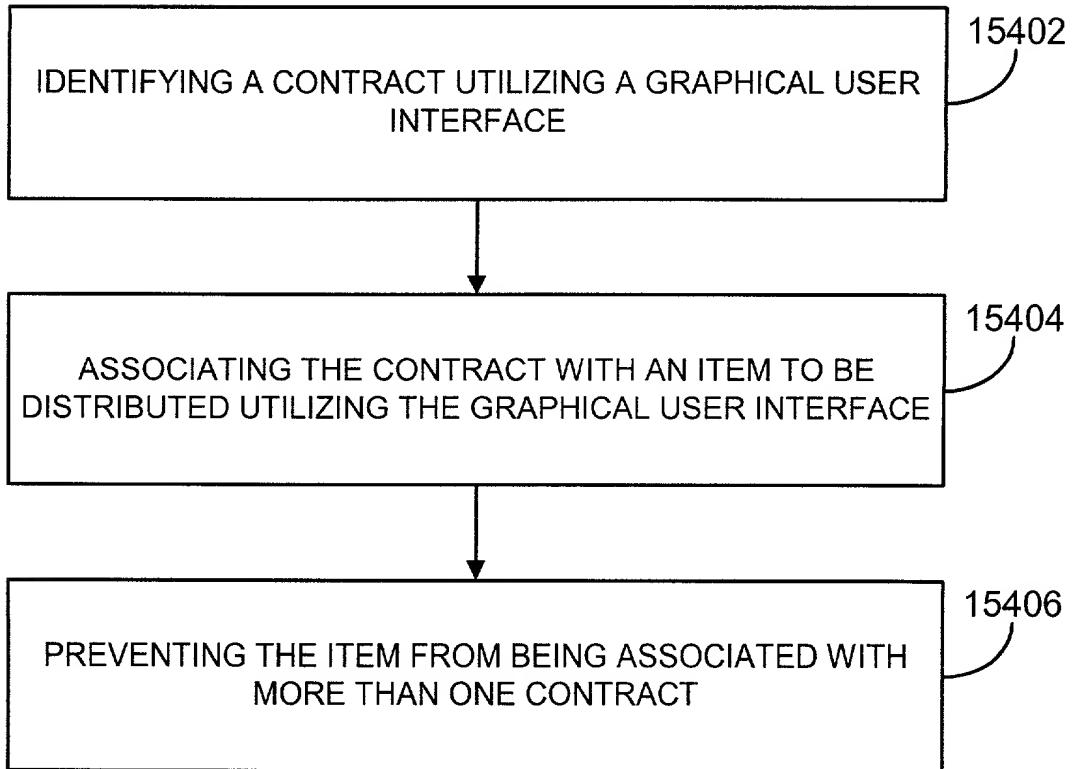 15402
IDENTIFYING A CONTRACT UTILIZING A GRAPHICAL USER
INTERFACE
15404
ASSOCIATING THE CONTRACT WITH AN ITEM TO BE
DISTRIBUTED UTILIZING THE GRAPHICAL USER INTERFACE
15406
PREVENTING THE ITEM FROM BEING ASSOCIATED WITH
MORE THAN ONE CONTRACT